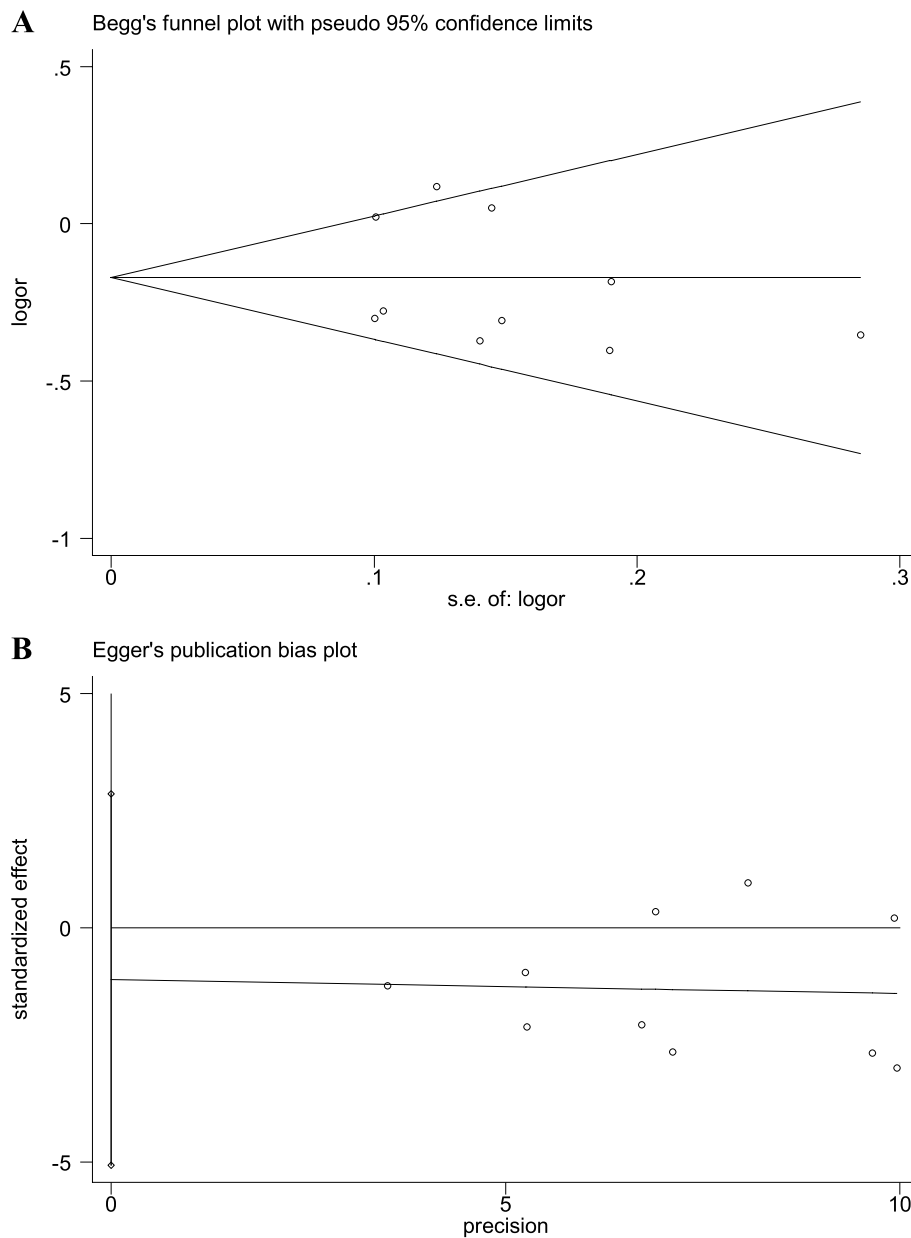 A
Begg's funnel plot with pseudo 95% confidence limits
.5
0
-.5
-1
logor
0 .1 .2 .3
s.e. of: logor
B
Egger's publication bias plot
5
0
-5
standardized effect
0 5 10
precision